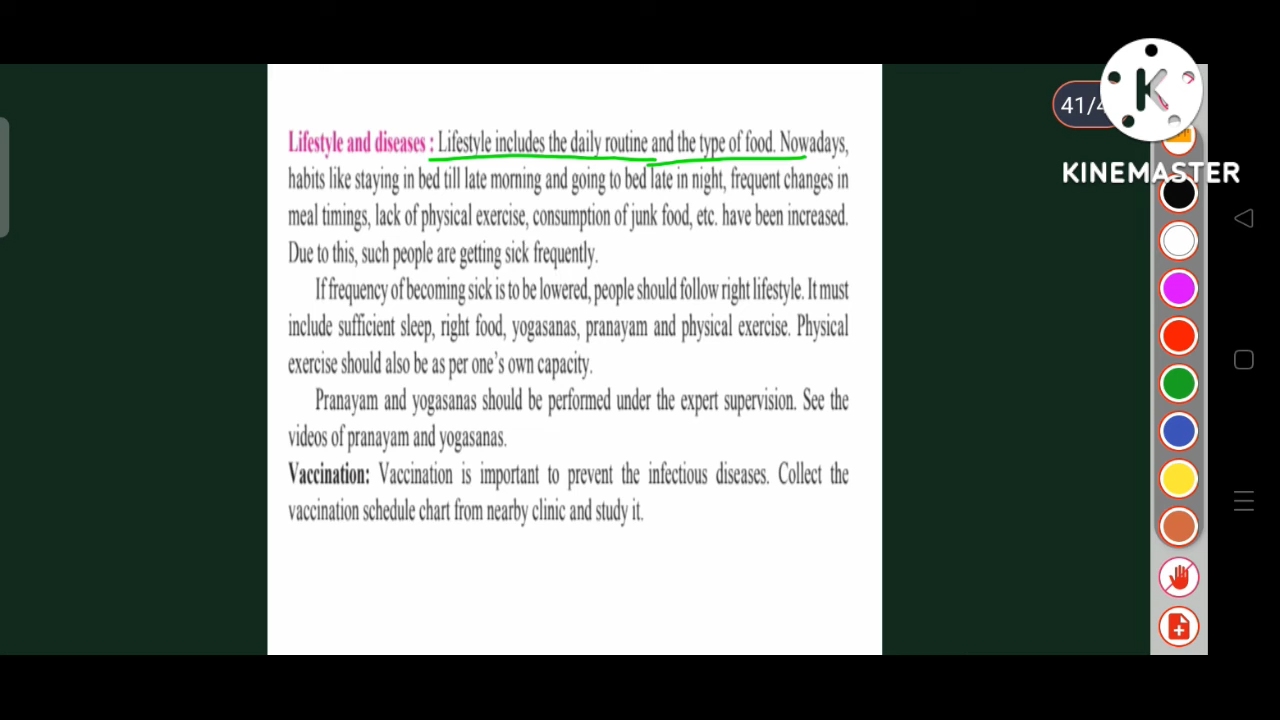 Lifestyle and diseases : Lifestyle includes the daily routine and the type of food. Nowadays,
habits like staying in bed till late morning and going to bed late in night, frequent changes in
meal timings, lack of physical exercise, consumption of junk food, etc. have been increased.
Due to this, such people are getting sick frequently.
If frequency of becoming sick is to be lowered, people should follow right lifestyle. It must
include sufficient sleep, right food, yogasanas, pranayam and physical exercise. Physical
exercise should also be as per one's own capacity.
Pranayam and yogasanas should be performed under the expert supervision. See the
videos of pranayam and yogasanas.
Vaccination: Vaccination is important to prevent the infectious diseases. Collect the
vaccination schedule chart from nearby clinic and study it.
41/4
K
KINEMASTER